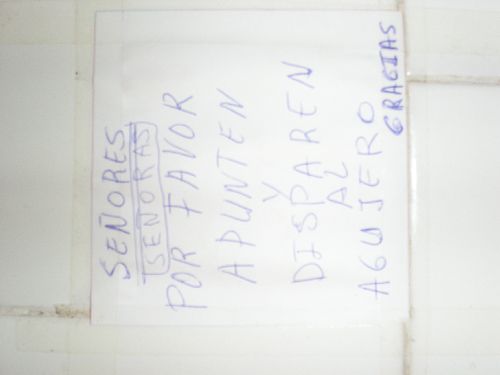 SEÑORES
SEÑORAS
POR FAVOR
APUNTEN
Y
DISPAREN
AL
AGUJERO
GRACIAS